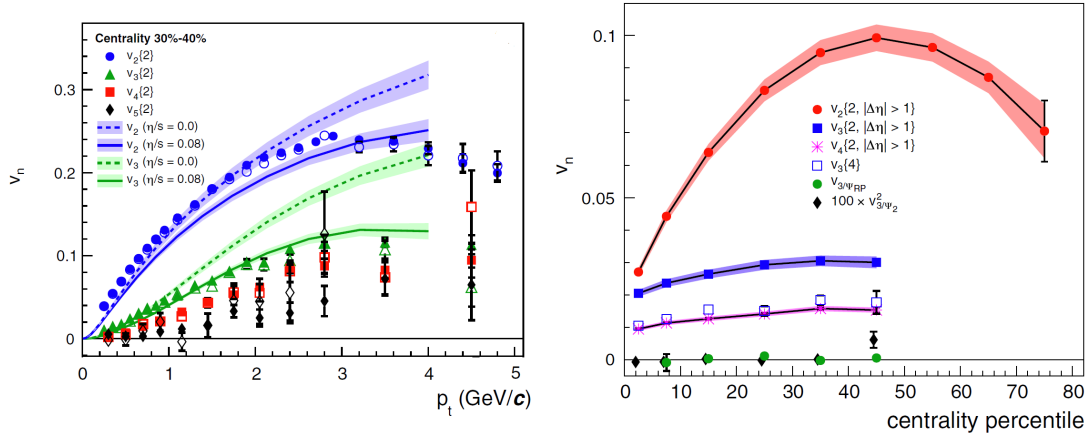 Centrality 30%-40%
v₂{2}
v₃{2}
v₄{2}
v₅{2}
v₂ (η/s = 0.0)
v₂ (η/s = 0.08)
v₃ (η/s = 0.0)
v₃ (η/s = 0.08)
vₙ
0.3
0.2
0.1
0
0 1 2 3 4 5
pₜ (GeV/c)
vₙ
0.1
0.05
0
v₂{2, |Δη| > 1}
v₃{2, |Δη| > 1}
v₄{2, |Δη| > 1}
v₃{4}
v₃/Ψ_RP
100 × v²₃/Ψ₂
0 10 20 30 40 50 60 70 80
centrality percentile